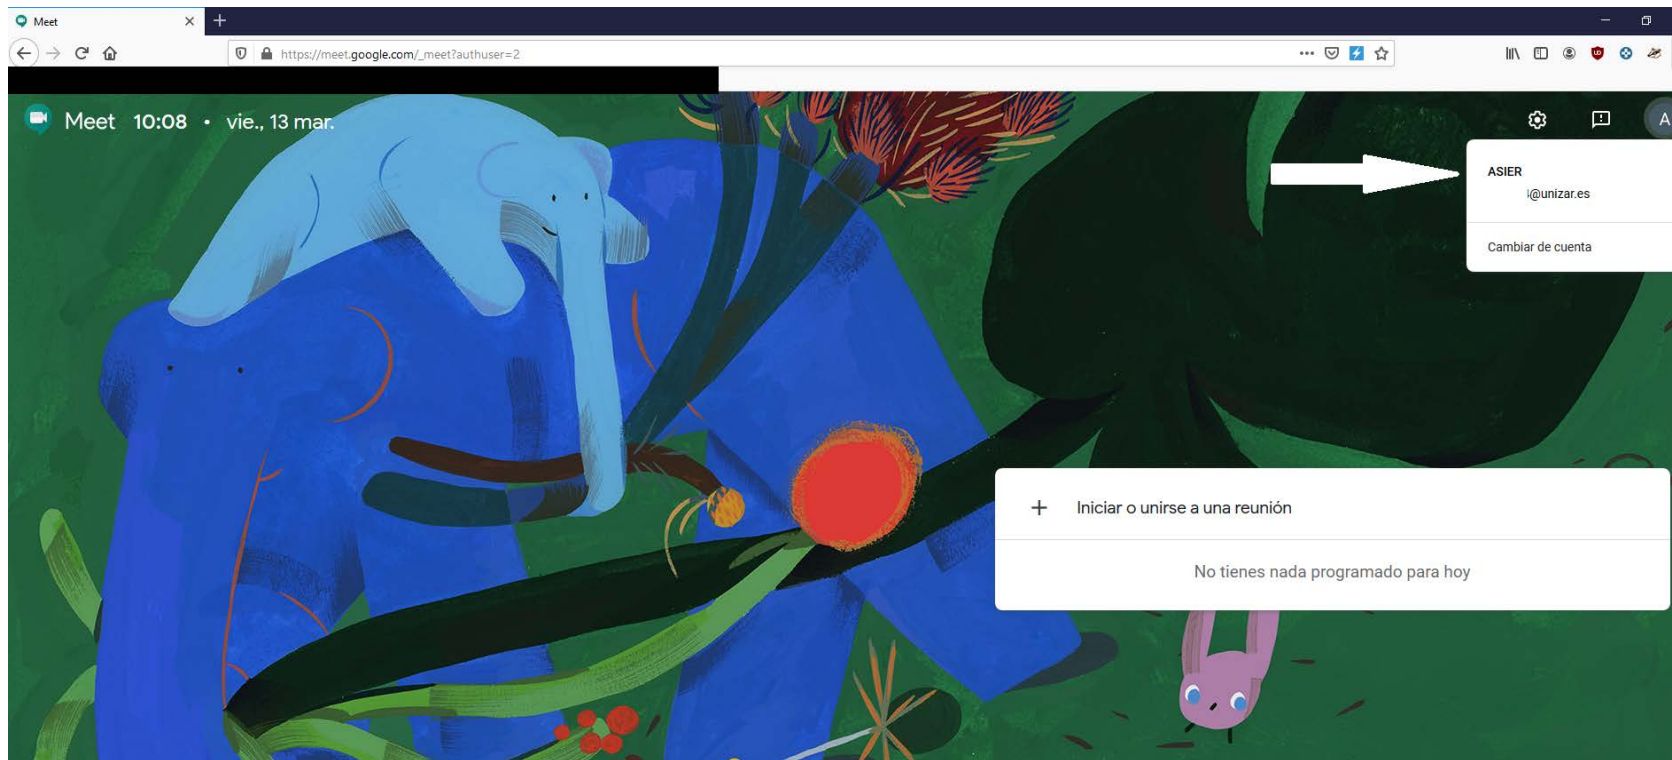 Meet
https://meet.google.com/_meet?authuser=2
Meet 10:08 • vie., 13 mar.
A
ASIER
@unizar.es
Cambiar de cuenta
Iniciar o unirse a una reunión
No tienes nada programado para hoy